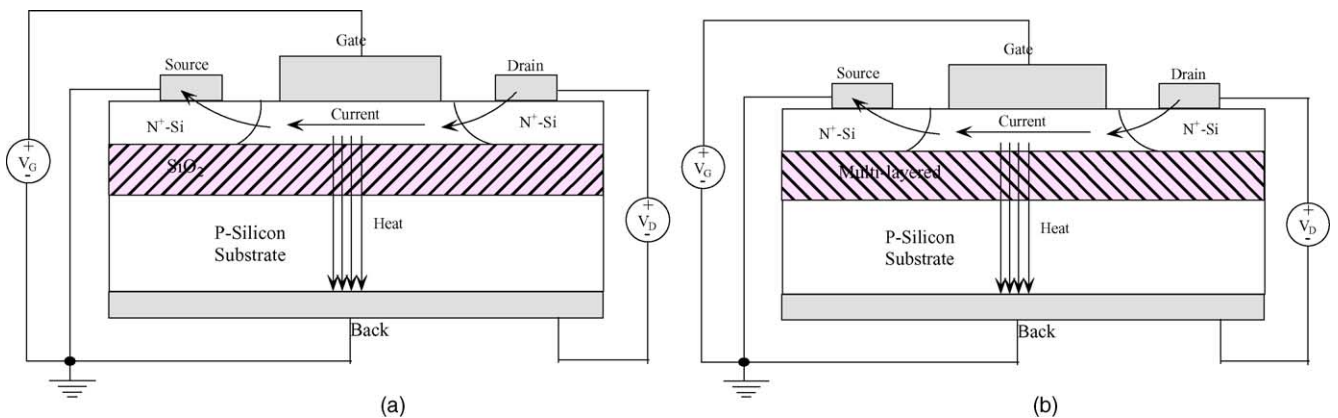 Gate
Source
Drain
Current
N⁺-Si
N⁺-Si
+
V_G
-
SiO₂
+
V_D
-
Heat
P-Silicon
Substrate
Back
(a)
Gate
Source
Drain
Current
N⁺-Si
N⁺-Si
+
V_G
-
Multi-layered
+
V_D
-
Heat
P-Silicon
Substrate
Back
(b)